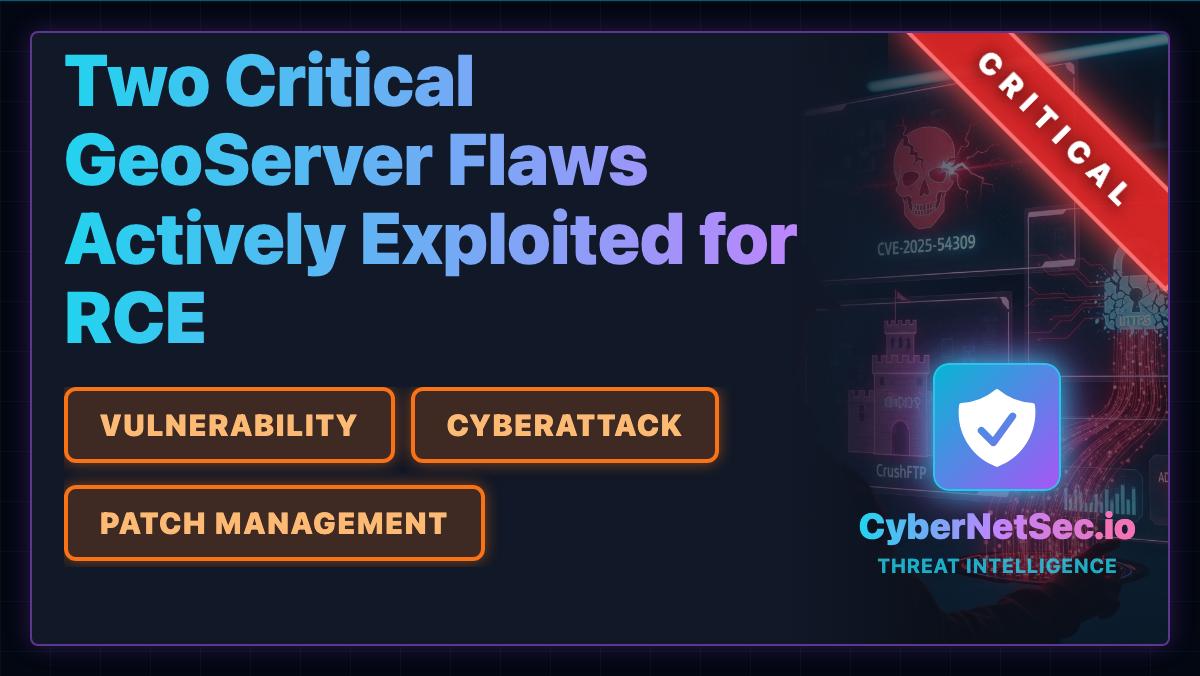 Two Critical
GeoServer Flaws
Actively Exploited for
RCE
CRITICAL
CVE-2025-54309
HTTPS
CrushFTP
VULNERABILITY
CYBERATTACK
PATCH MANAGEMENT
CyberNetSec.io
THREAT INTELLIGENCE